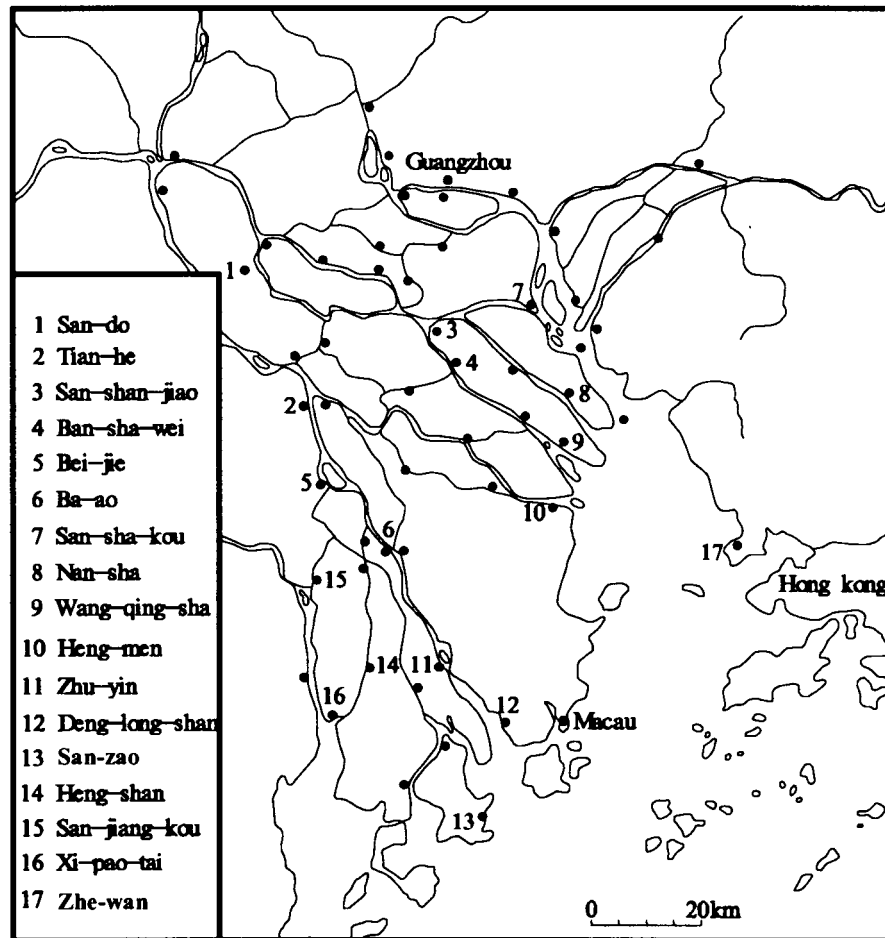 Guangzhou
1
7
3
4
8
2
9
5
10
6
17
Hong kong
15
14
11
16
12
Macau
13
0 20km
1 San-do
2 Tian-he
3 San-shan-jiao
4 Ban-sha-wei
5 Bei-jie
6 Ba-ao
7 San-sha-kou
8 Nan-sha
9 Wang-qing-sha
10 Heng-men
11 Zhu-yin
12 Deng-long-shan
13 San-zao
14 Heng-shan
15 San-jiang-kou
16 Xi-pao-tai
17 Zhe-wan